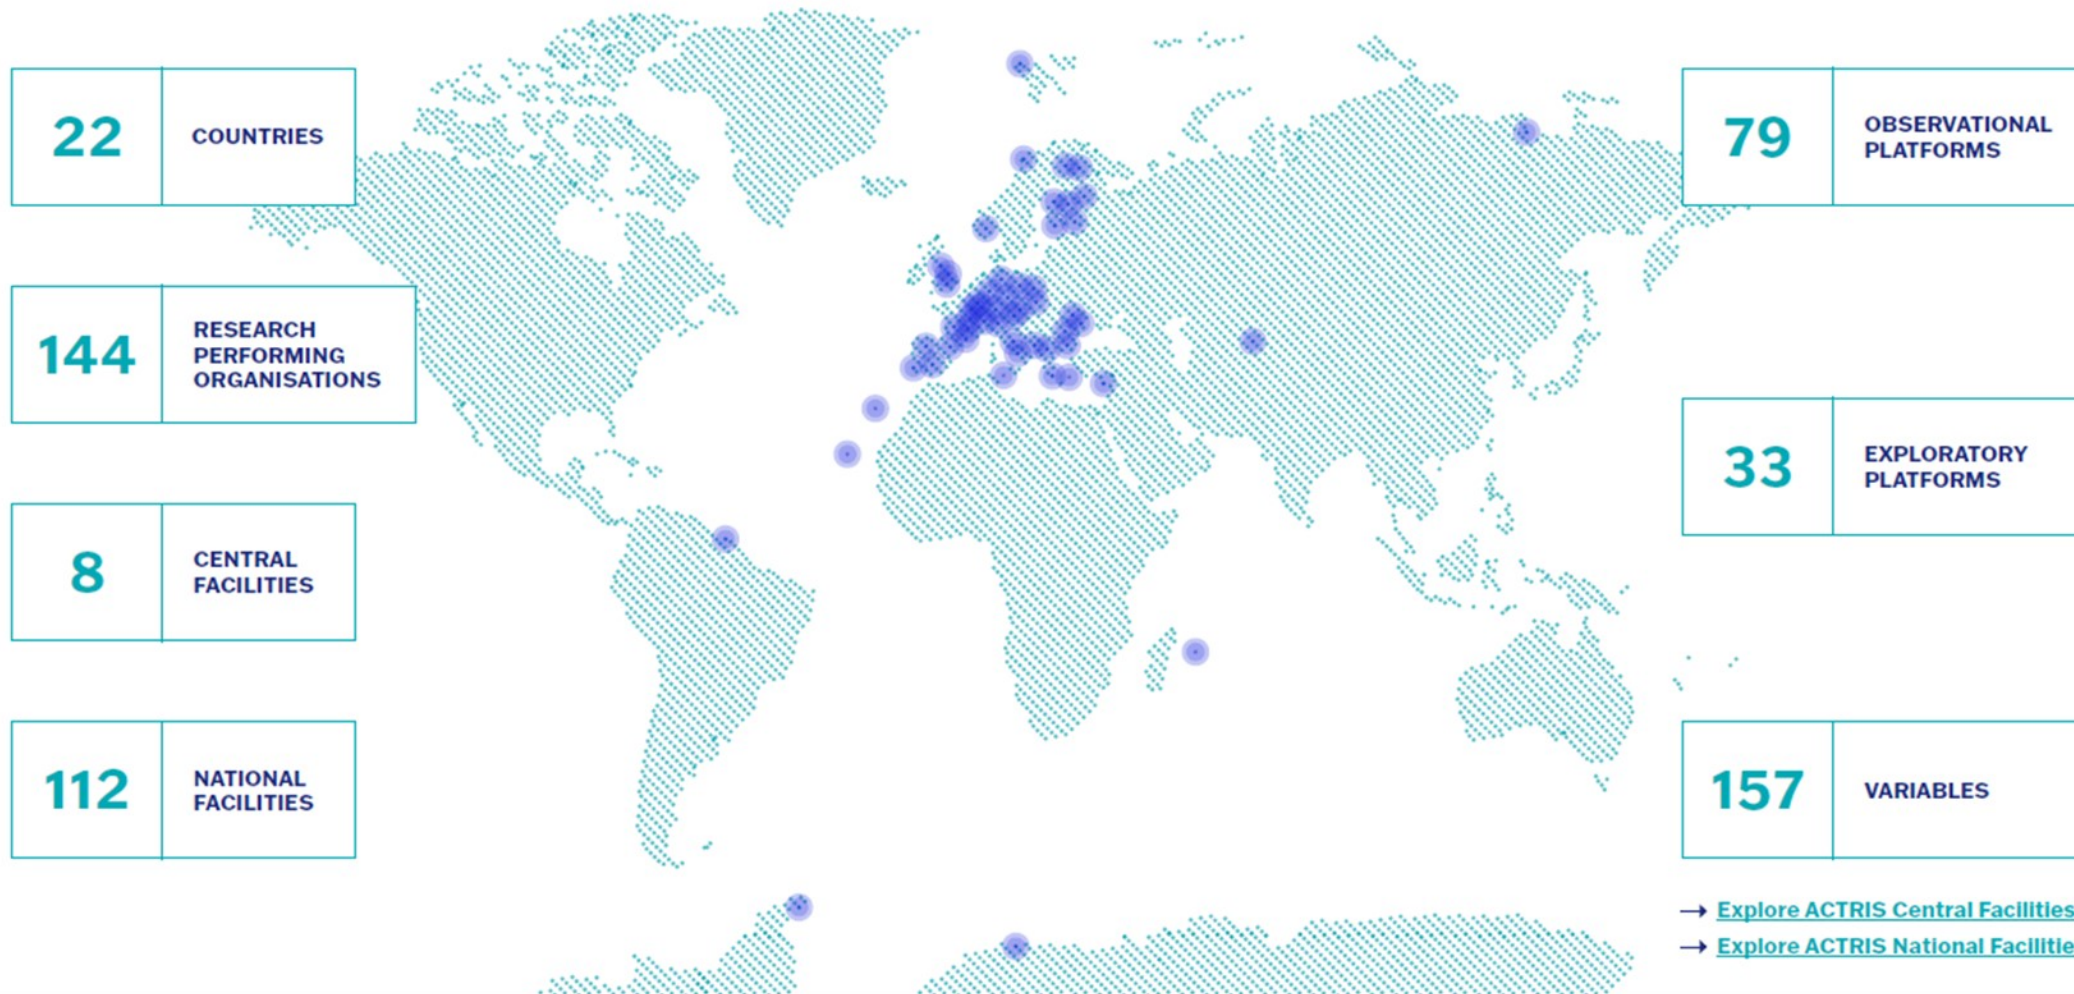 22
COUNTRIES
144
RESEARCH
PERFORMING
ORGANISATIONS
8
CENTRAL
FACILITIES
112
NATIONAL
FACILITIES
79
OBSERVATIONAL
PLATFORMS
33
EXPLORATORY
PLATFORMS
157
VARIABLES
→ Explore ACTRIS Central Facilities
→ Explore ACTRIS National Facilitie